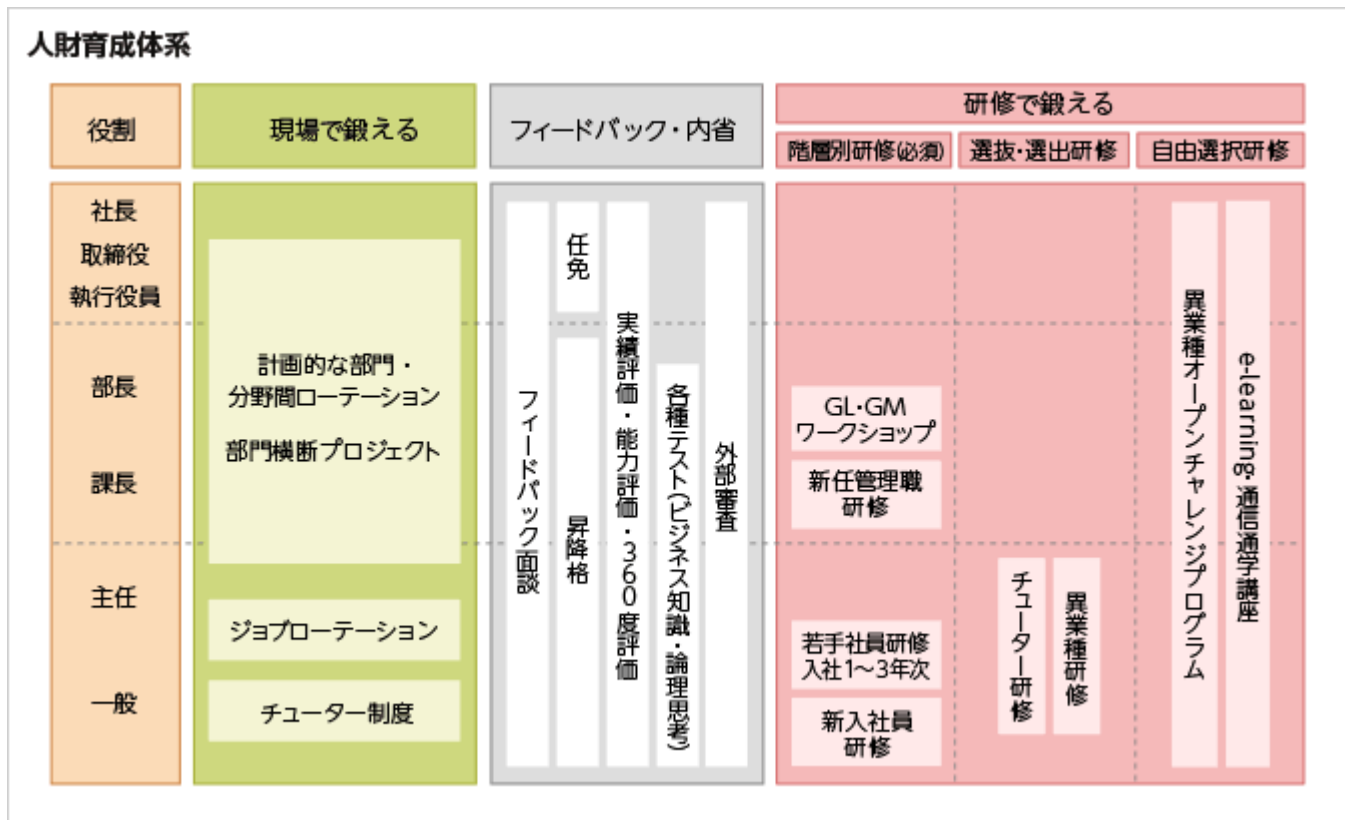 人財育成体系
役割
現場で鍛える
フィードバック・内省
研修で鍛える
階層別研修(必須)
選抜・選出研修
自由選択研修
社長
取締役
執行役員
部長
課長
主任
一般
計画的な部門・
分野間ローテーション
部門横断プロジェクト
ジョブローテーション
チューター制度
フィードバック面談
任免
昇降格
実績評価・能力評価・360度評価
各種テスト(ビジネス知識・論理思考)
外部審査
GL・GM
ワークショップ
新任管理職
研修
若手社員研修
入社1～3年次
新入社員
研修
チューター研修
異業種研修
異業種オープンチャレンジプログラム
e-learning・通信通学講座